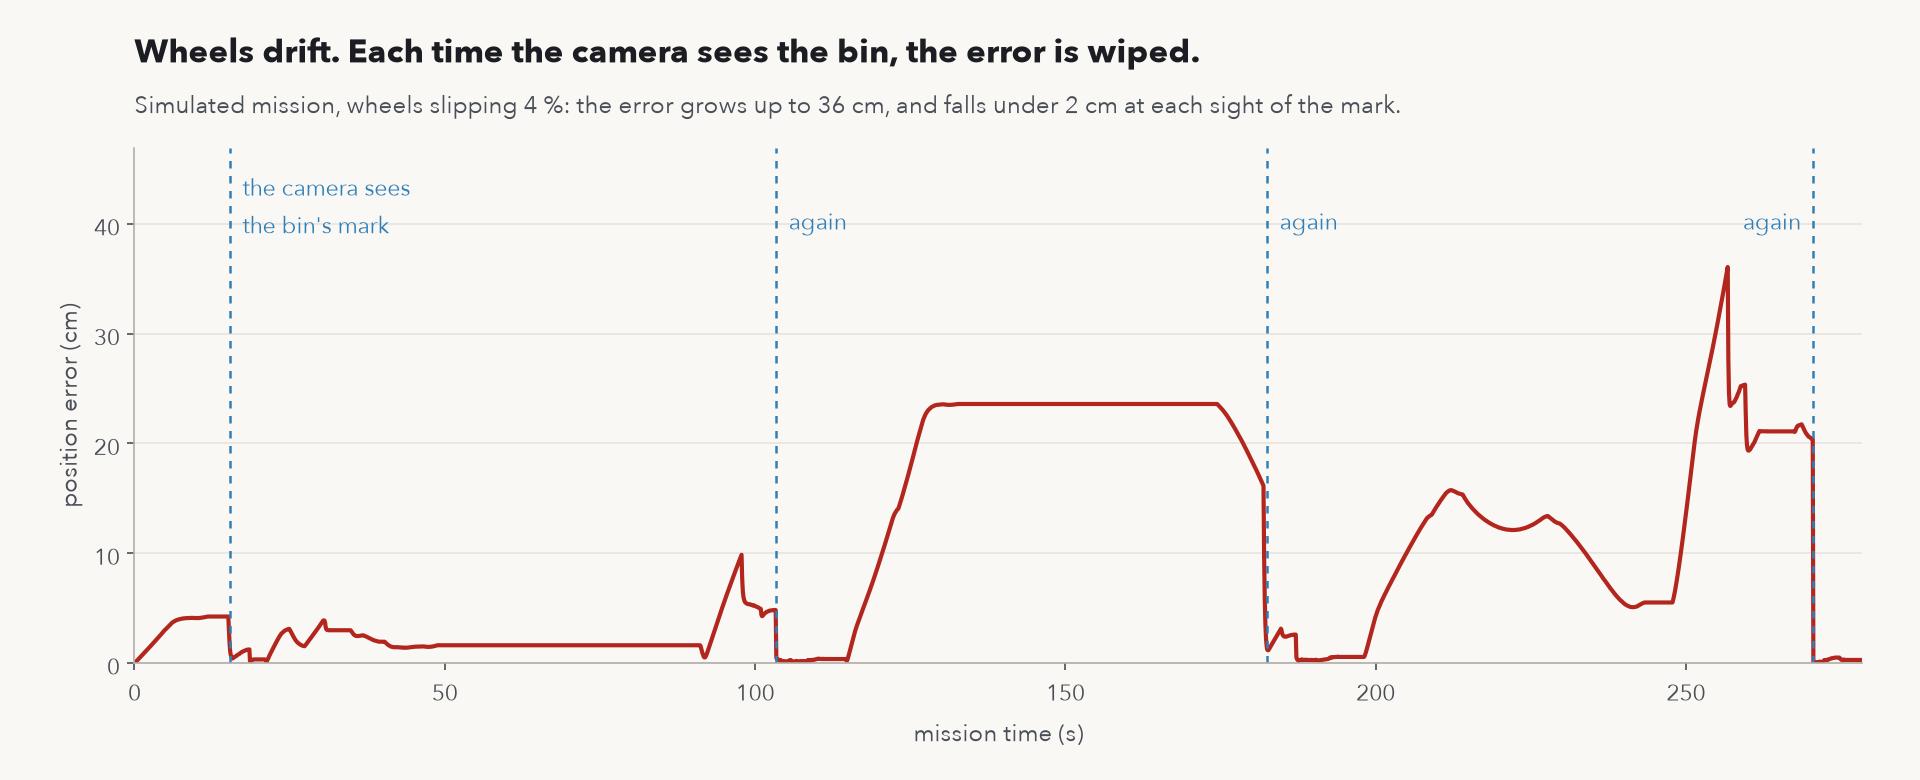 Wheels drift. Each time the camera sees the bin, the error is wiped.
Simulated mission, wheels slipping 4 %: the error grows up to 36 cm, and falls under 2 cm at each sight of the mark.
the camera sees
the bin's mark
again
again
again
position error (cm)
40
30
20
10
0
0
50
100
150
200
250
mission time (s)